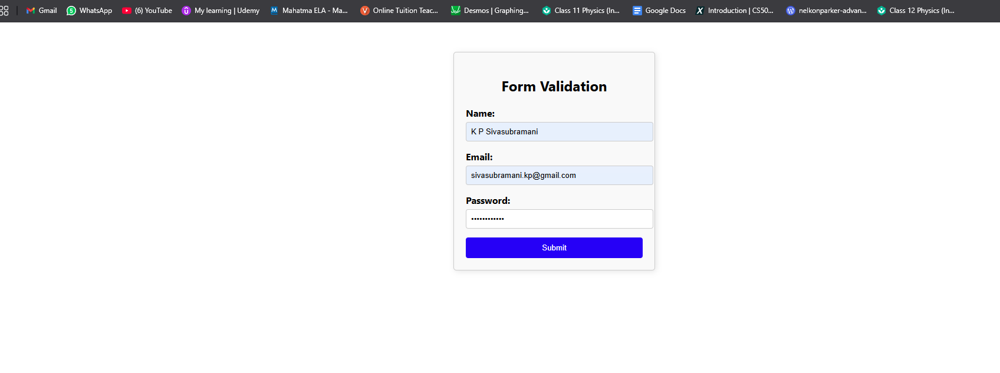 Gmail WhatsApp (6) YouTube My learning | Udemy Mahatma ELA - Ma... Online Tuition Teac... Desmos | Graphing... Class 11 Physics (In... Google Docs Introduction | CS50... nelkonparker-advan... Class 12 Physics (In...
Form Validation
Name:
K P Sivasubramani
Email:
sivasubramani.kp@gmail.com
Password:
••••••••••••
Submit